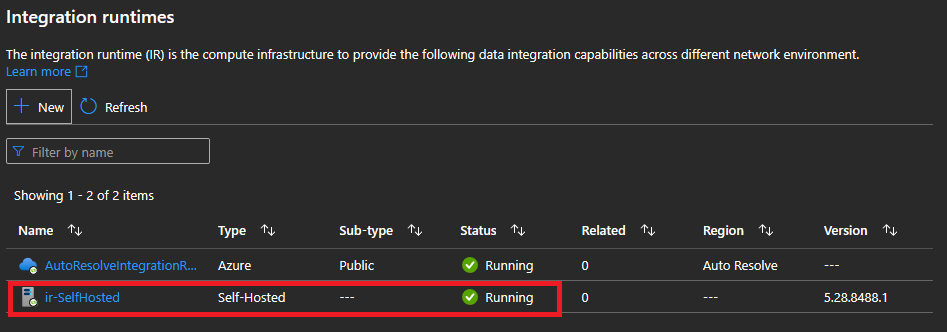 Integration runtimes
The integration runtime (IR) is the compute infrastructure to provide the following data integration capabilities across different network environment.
Learn more
New Refresh
Filter by name
Showing 1 - 2 of 2 items
Name Type Sub-type Status Related Region Version
AutoResolveIntegrationR... Azure Public Running 0 Auto Resolve ---
ir-SelfHosted Self-Hosted --- Running 0 --- 5.28.8488.1